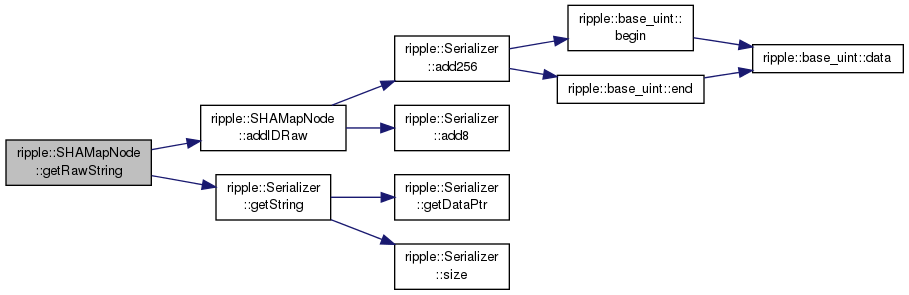 ripple::SHAMapNode
::getRawString
ripple::SHAMapNode
::addIDRaw
ripple::Serializer
::add256
ripple::base_uint::
begin
ripple::base_uint::data
ripple::base_uint::end
ripple::Serializer
::add8
ripple::Serializer
::getString
ripple::Serializer
::getDataPtr
ripple::Serializer
::size